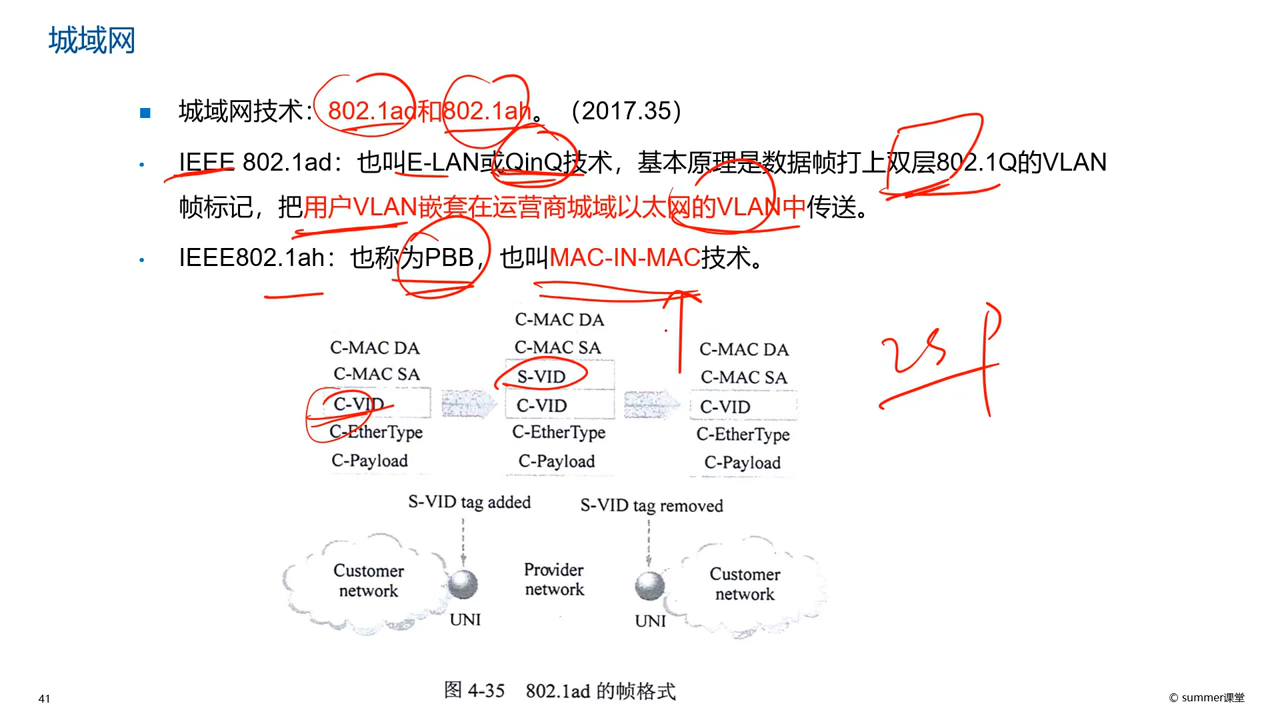 城域网
■ 城域网技术：802.1ad和802.1ah。（2017.35）
• IEEE 802.1ad：也叫E-LAN或QinQ技术，基本原理是数据帧打上双层802.1Q的VLAN
帧标记，把用户VLAN嵌套在运营商城域以太网的VLAN中传送。
• IEEE802.1ah：也称为PBB，也叫MAC-IN-MAC技术。
C-MAC DA
C-MAC SA
C-VID
C-EtherType
C-Payload
C-MAC DA
C-MAC SA
S-VID
C-VID
C-EtherType
C-Payload
C-MAC DA
C-MAC SA
C-VID
C-EtherType
C-Payload
S-VID tag added
S-VID tag removed
Customer
network
UNI
Provider
network
UNI
Customer
network
图 4-35 802.1ad 的帧格式
41
© summer课堂